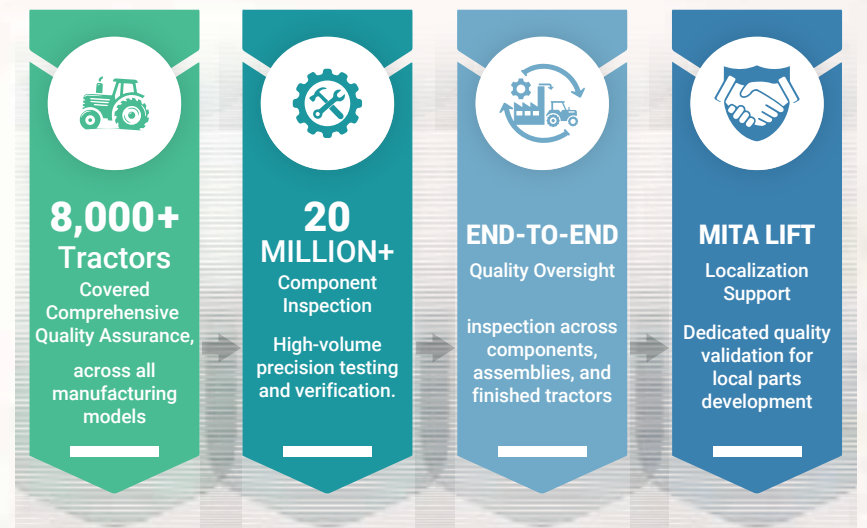 8,000+
Tractors
Covered
Comprehensive
Quality Assurance,
across all
manufacturing
models
20
MILLION+
Component
Inspection
High-volume
precision testing
and verification.
END-TO-END
Quality Oversight
inspection across
components,
assemblies, and
finished tractors
MITA LIFT
Localization
Support
Dedicated quality
validation for
local parts
development